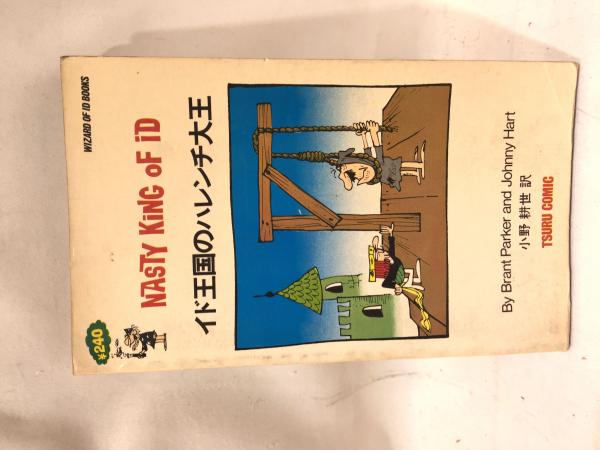 ¥240
WIZARD OF ID BOOKS
NASTY KiNG oF iD
イド王国のハレンチ大王
By Brant Parker and Johnny Hart
小野 耕世 訳
TSURU COMIC